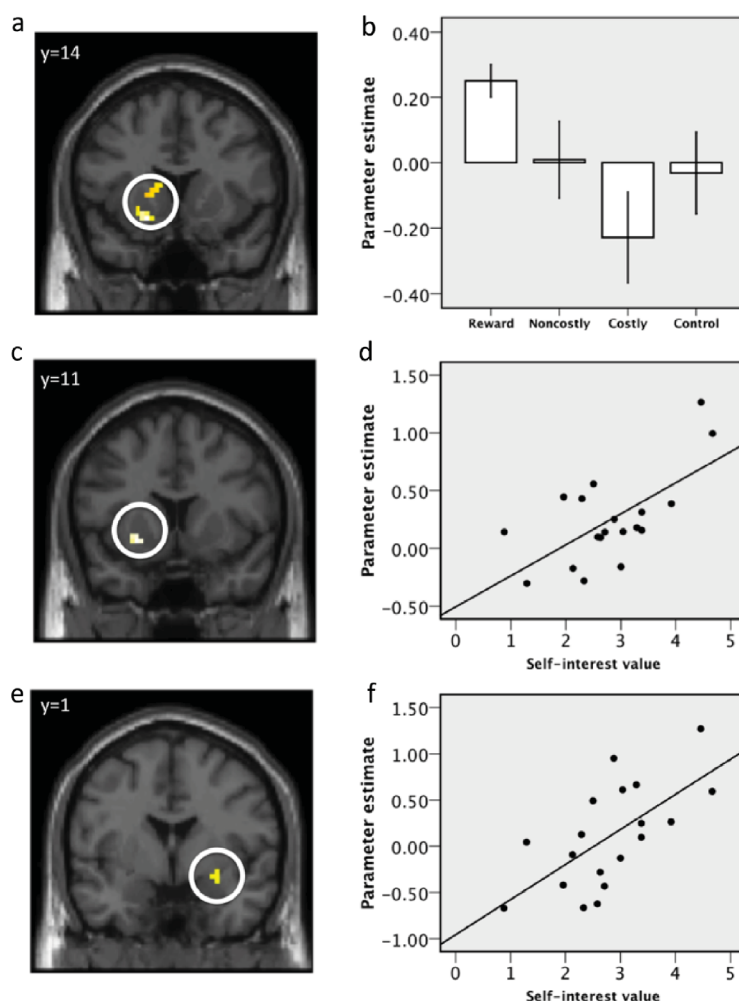 a
y=14
b
0.40
0.20
0.00
-0.20
-0.40
Parameter estimate
Reward Noncostly Costly Control
c
y=11
d
1.50
1.00
0.50
0.00
-0.50
Parameter estimate
0 1 2 3 4 5
Self-interest value
e
y=1
f
1.50
1.00
0.50
0.00
-0.50
-1.00
Parameter estimate
0 1 2 3 4 5
Self-interest value